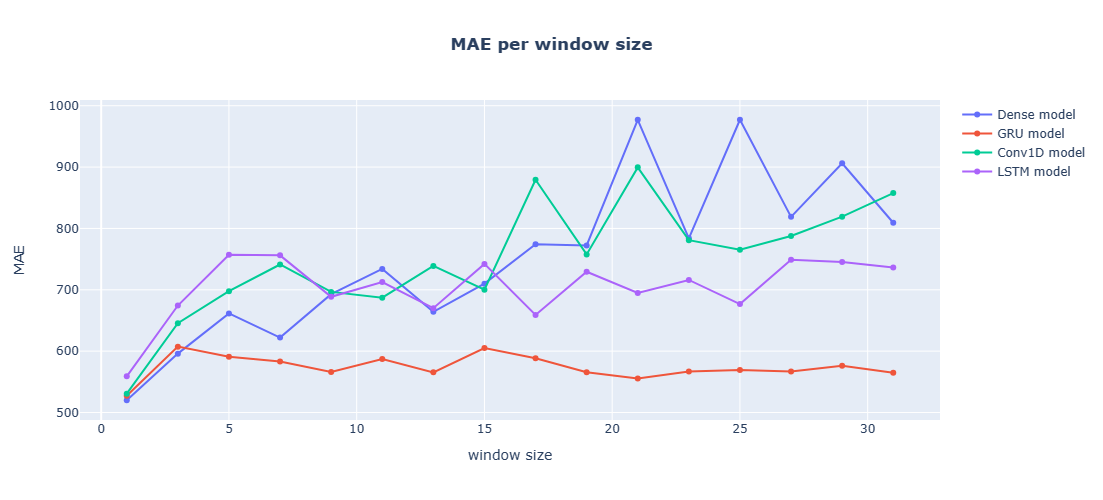 MAE per window size
1000
900
800
700
600
500
MAE
0
5
10
15
20
25
30
window size
Dense model
GRU model
Conv1D model
LSTM model